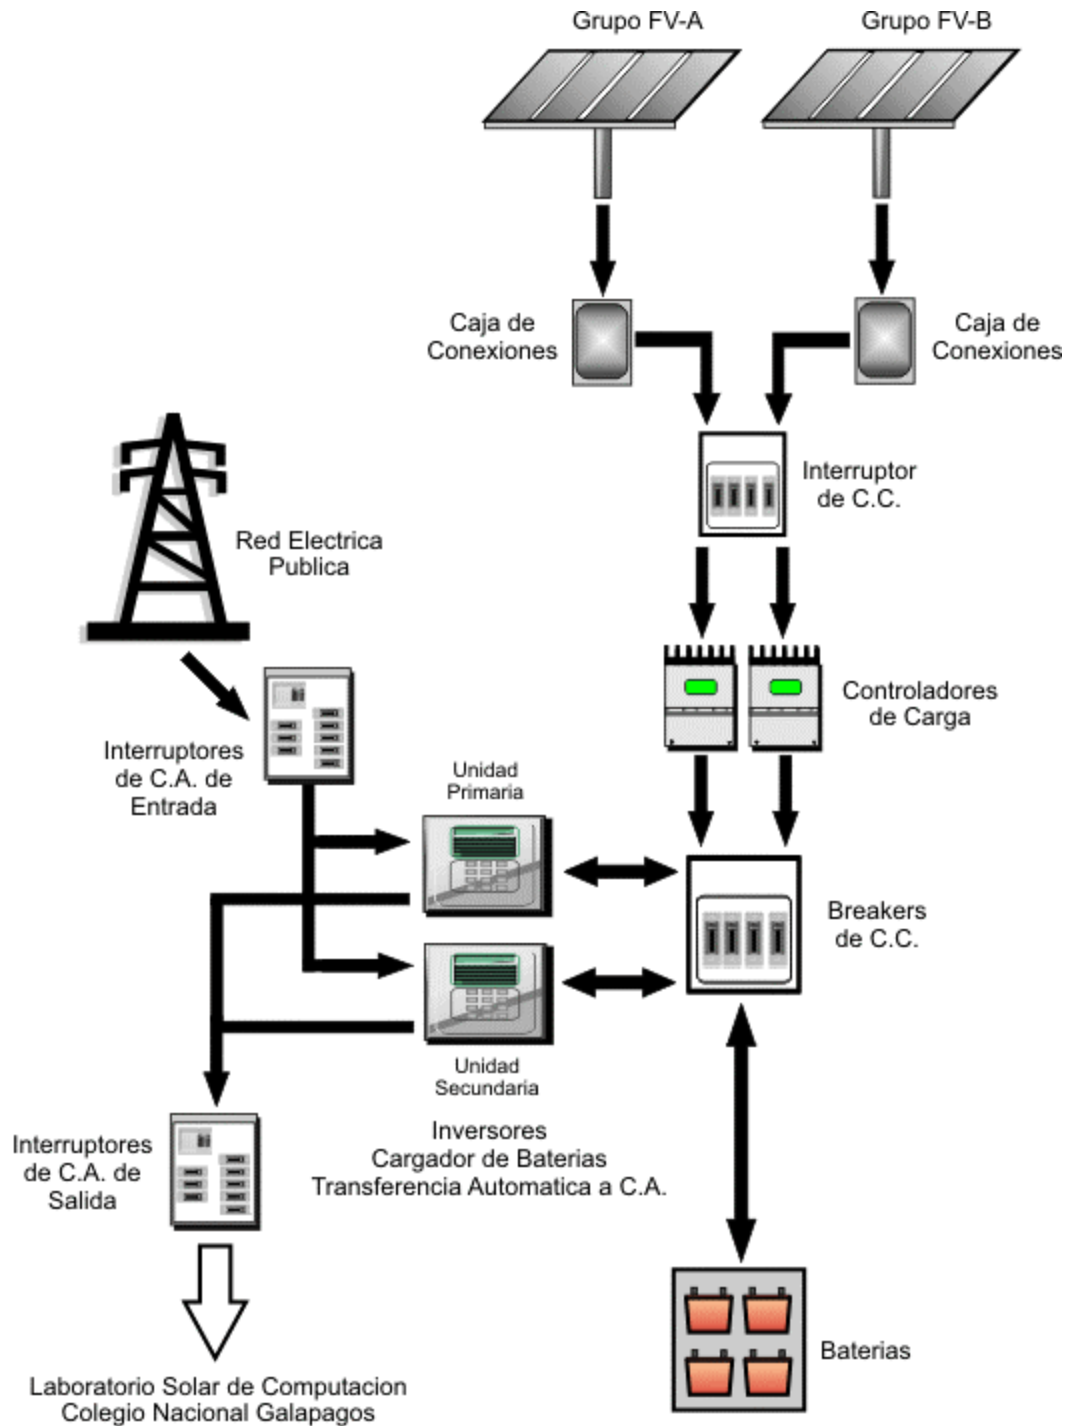 Grupo FV-A
Grupo FV-B
Caja de
Conexiones
Caja de
Conexiones
Interruptor
de C.C.
Red Electrica
Publica
Controladores
de Carga
Interruptores
de C.A. de
Entrada
Unidad
Primaria
Breakers
de C.C.
Unidad
Secundaria
Inversores
Cargador de Baterias
Transferencia Automatica a C.A.
Interruptores
de C.A. de
Salida
Baterias
Laboratorio Solar de Computacion
Colegio Nacional Galapagos